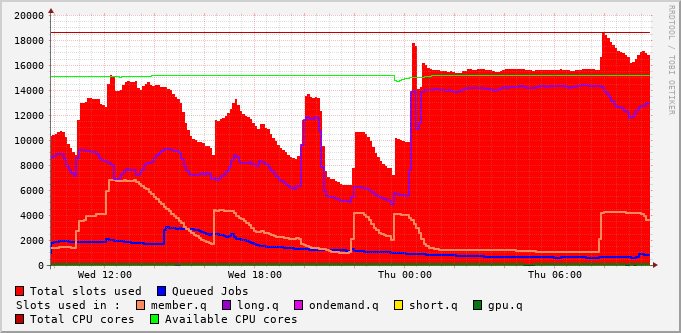 20000
18000
16000
14000
12000
10000
8000
6000
4000
2000
0
Wed 12:00 Wed 18:00 Thu 00:00 Thu 06:00
Total slots used Queued Jobs
Slots used in : member.q long.q ondemand.q short.q gpu.q
Total CPU cores Available CPU cores
RRDTOOL / TOBI OETIKER